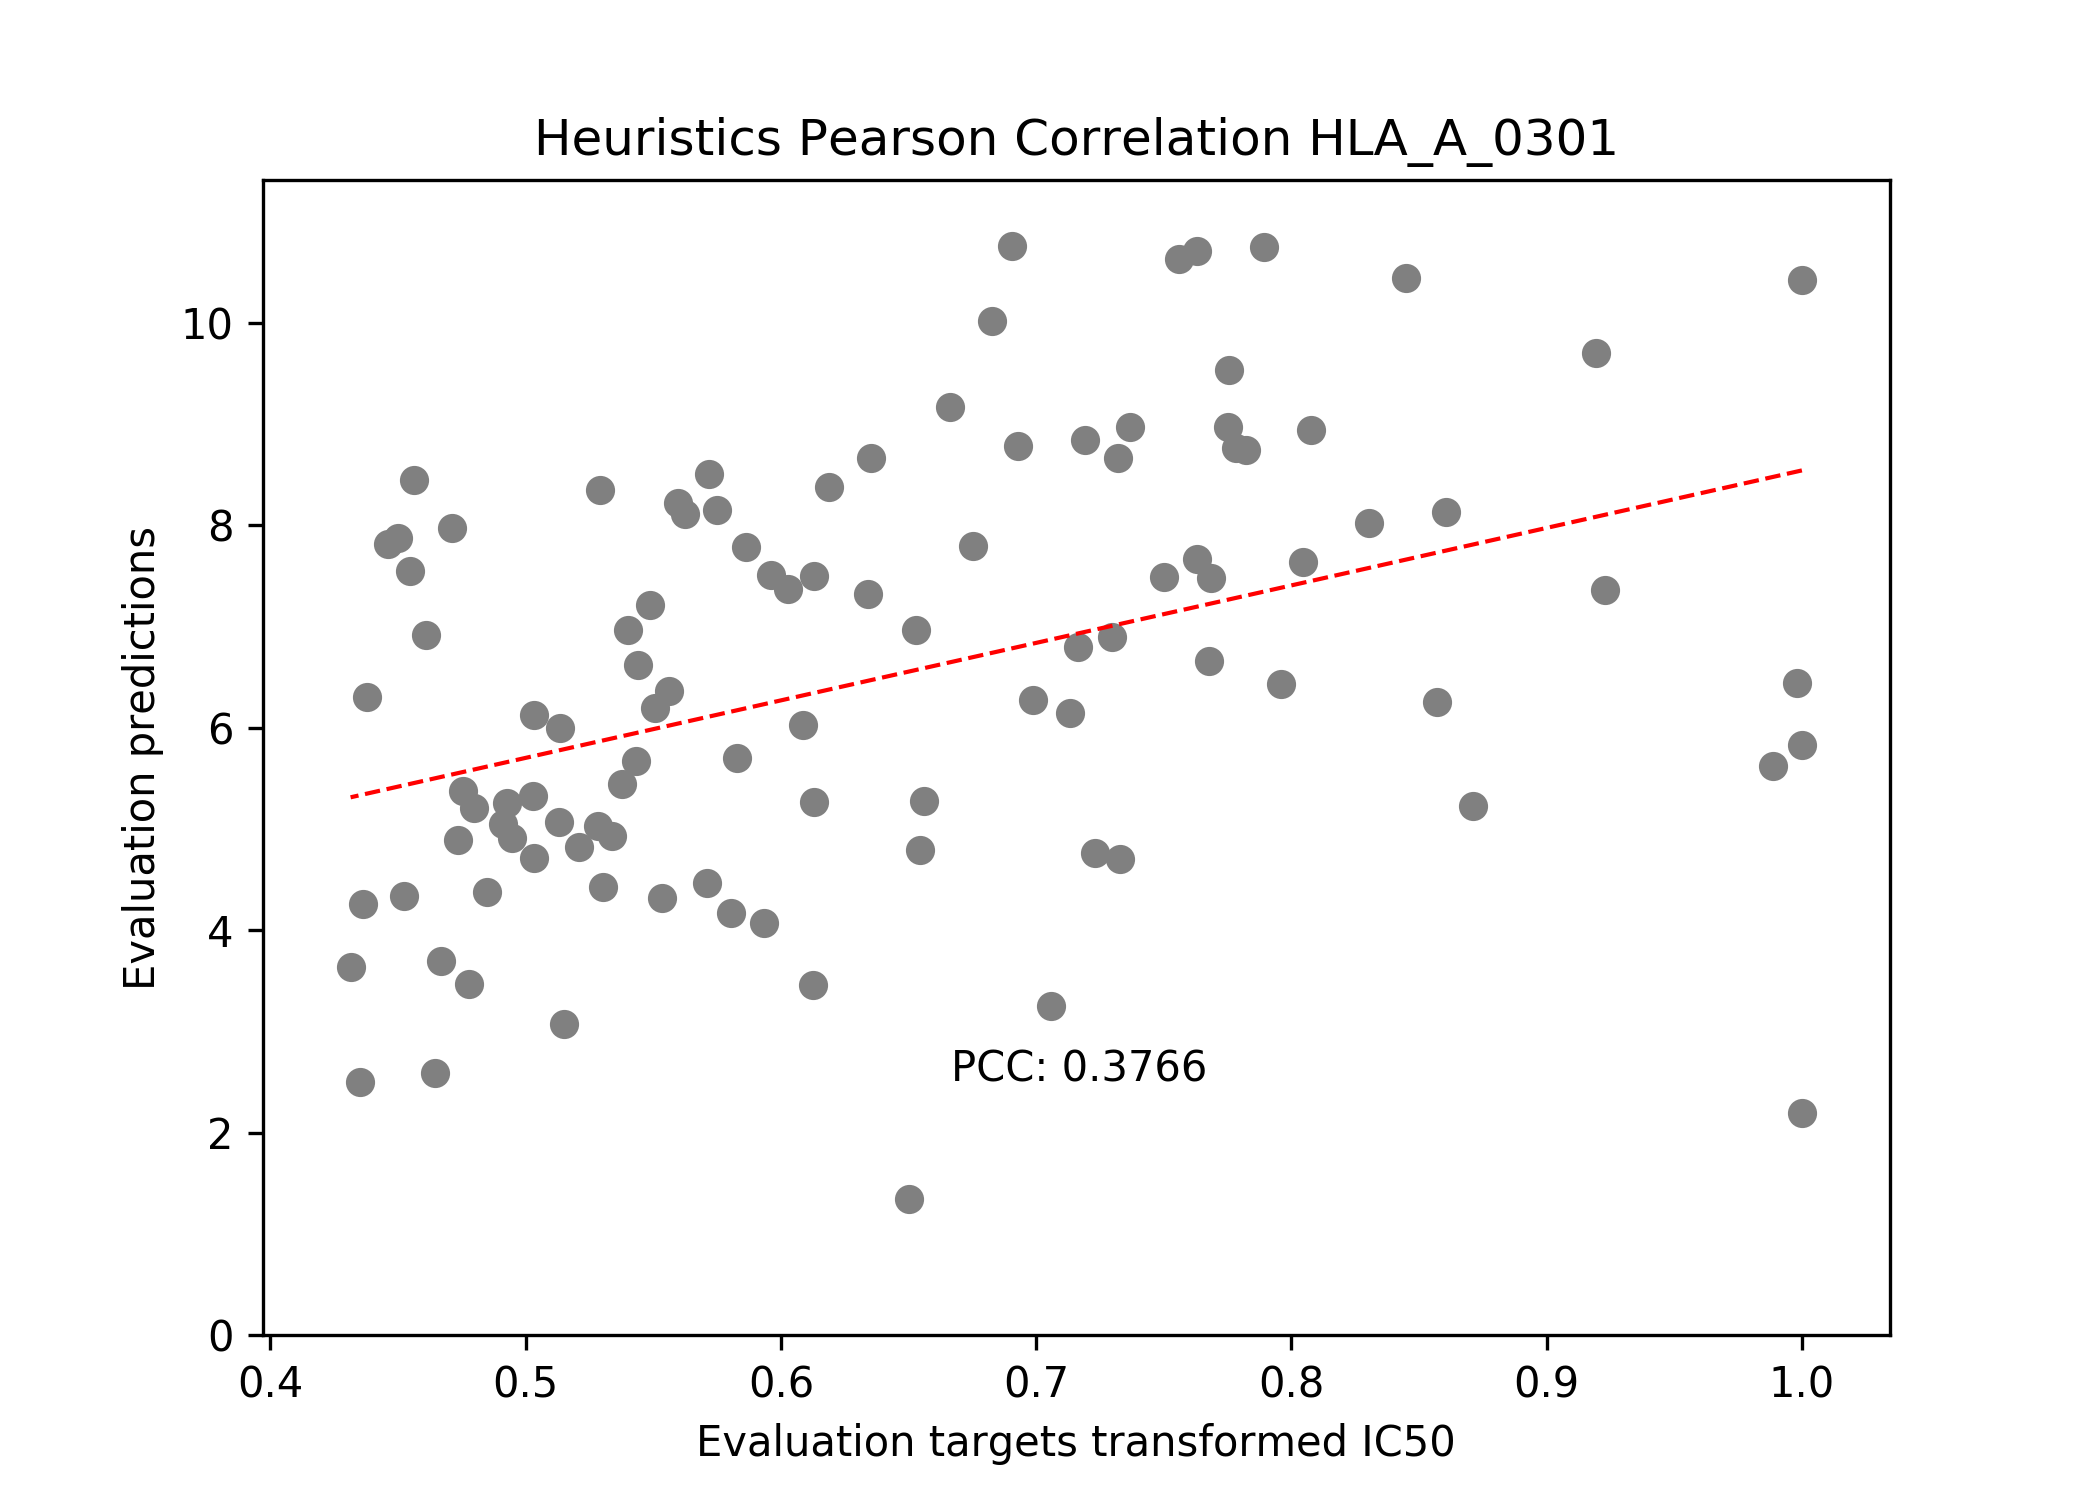 Heuristics Pearson Correlation HLA_A_0301
10
8
6
4
2
0
Evaluation predictions
PCC: 0.3766
0.4 0.5 0.6 0.7 0.8 0.9 1.0
Evaluation targets transformed IC50